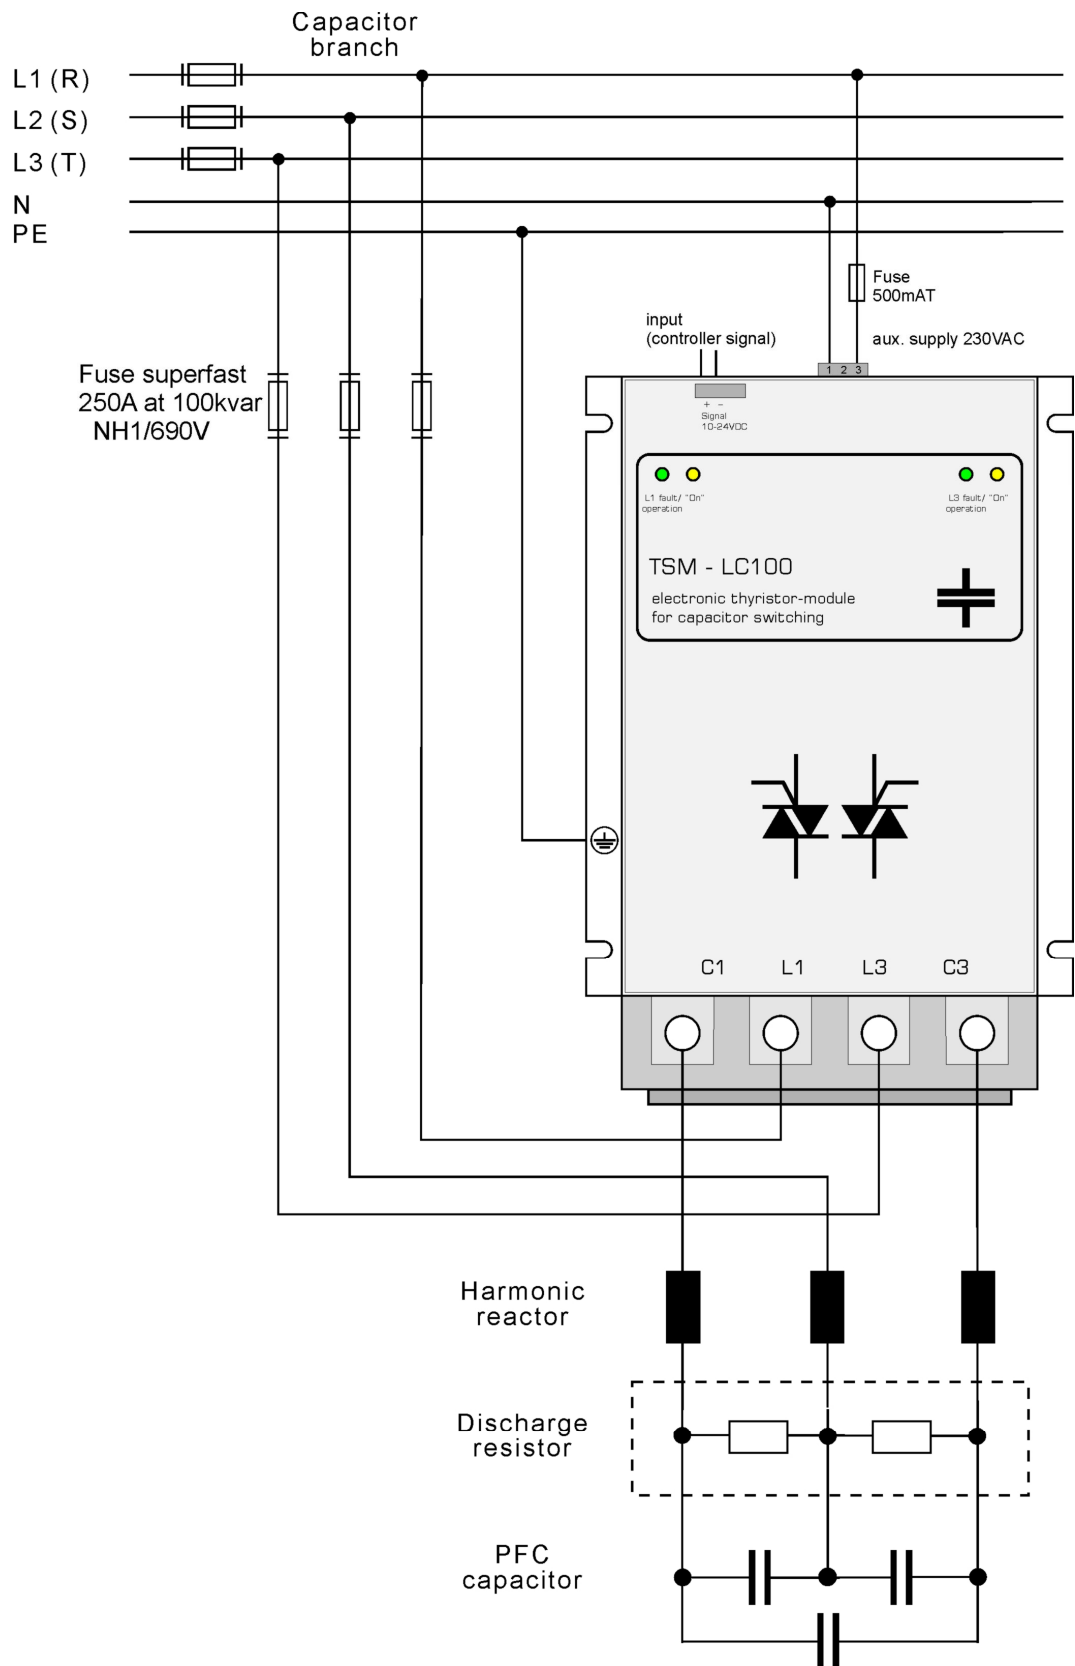 Capacitor
branch
L1 (R)
L2 (S)
L3 (T)
N
PE
Fuse
500mAT
input
(controller signal)
aux. supply 230VAC
1 2 3
Fuse superfast
250A at 100kvar
NH1/690V
+ -
Signal
10-24VDC
L1 fault/ "On"
operation
L3 fault/ "On"
operation
TSM - LC100
electronic thyristor-module
for capacitor switching
C1 L1 L3 C3
Harmonic
reactor
Discharge
resistor
PFC
capacitor